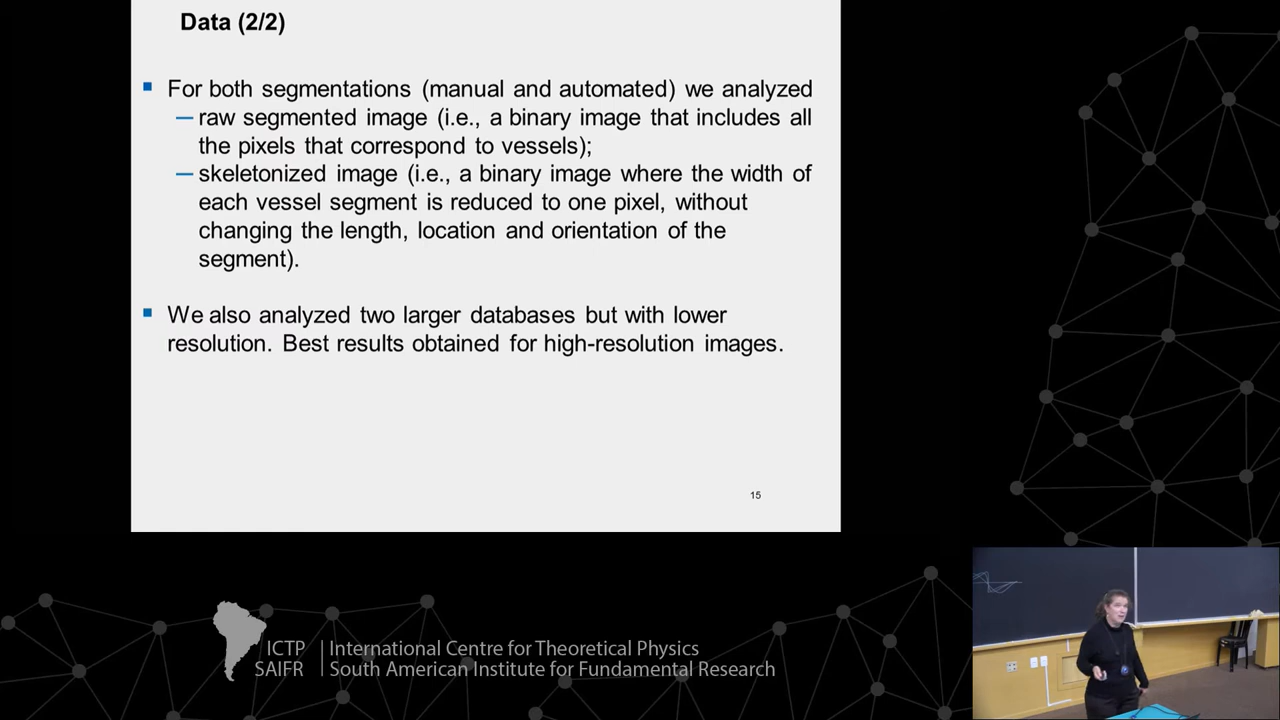 Data (2/2)
For both segmentations (manual and automated) we analyzed
raw segmented image (i.e., a binary image that includes all
the pixels that correspond to vessels);
skeletonized image (i.e., a binary image where the width of
each vessel segment is reduced to one pixel, without
changing the length, location and orientation of the
segment).
We also analyzed two larger databases but with lower
resolution. Best results obtained for high-resolution images.
15
ICTP
SAIFR
International Centre for Theoretical Physics
South American Institute for Fundamental Research